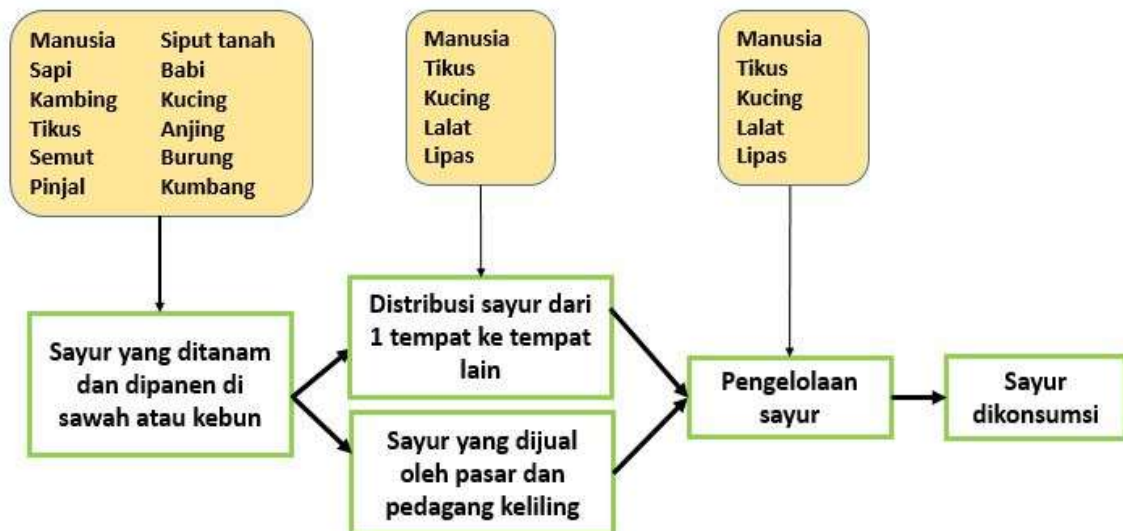 Manusia Siput tanah
Sapi Babi
Kambing Kucing
Tikus Anjing
Semut Burung
Pinjal Kumbang
Manusia
Tikus
Kucing
Lalat
Lipas
Manusia
Tikus
Kucing
Lalat
Lipas
Sayur yang ditanam
dan dipanen di
sawah atau kebun
Distribusi sayur dari
1 tempat ke tempat
lain
Sayur yang dijual
oleh pasar dan
pedagang keliling
Pengelolaan
sayur
Sayur
dikonsumsi